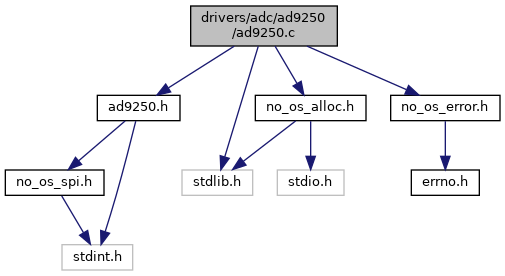 drivers/adc/ad9250
/ad9250.c
ad9250.h
no_os_alloc.h
no_os_error.h
no_os_spi.h
stdlib.h
stdio.h
errno.h
stdint.h